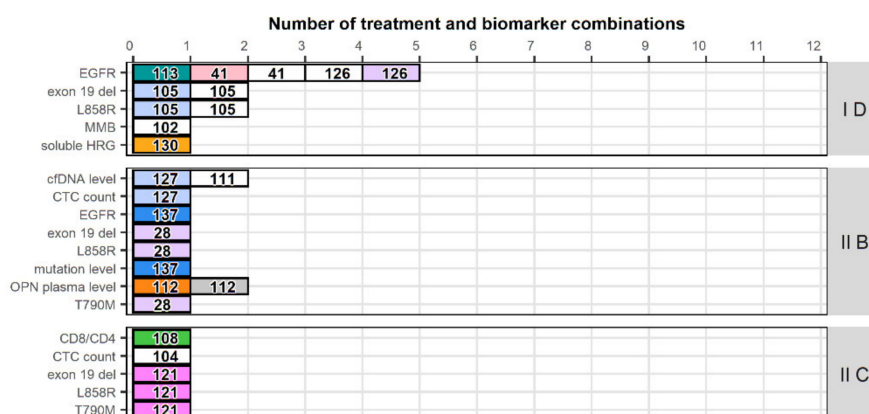 Number of treatment and biomarker combinations
0 1 2 3 4 5 6 7 8 9 10 11 12
EGFR 113 41 41 126 126
exon 19 del 105 105
L858R 105 105
MMB 102
soluble HRG 130
I D
cfDNA level 127 111
CTC count 127
EGFR 137
exon 19 del 28
L858R 28
mutation level 137
OPN plasma level 112 112
T790M 28
II B
CD8/CD4 108
CTC count 104
exon 19 del 121
L858R 121
T790M 121
II C